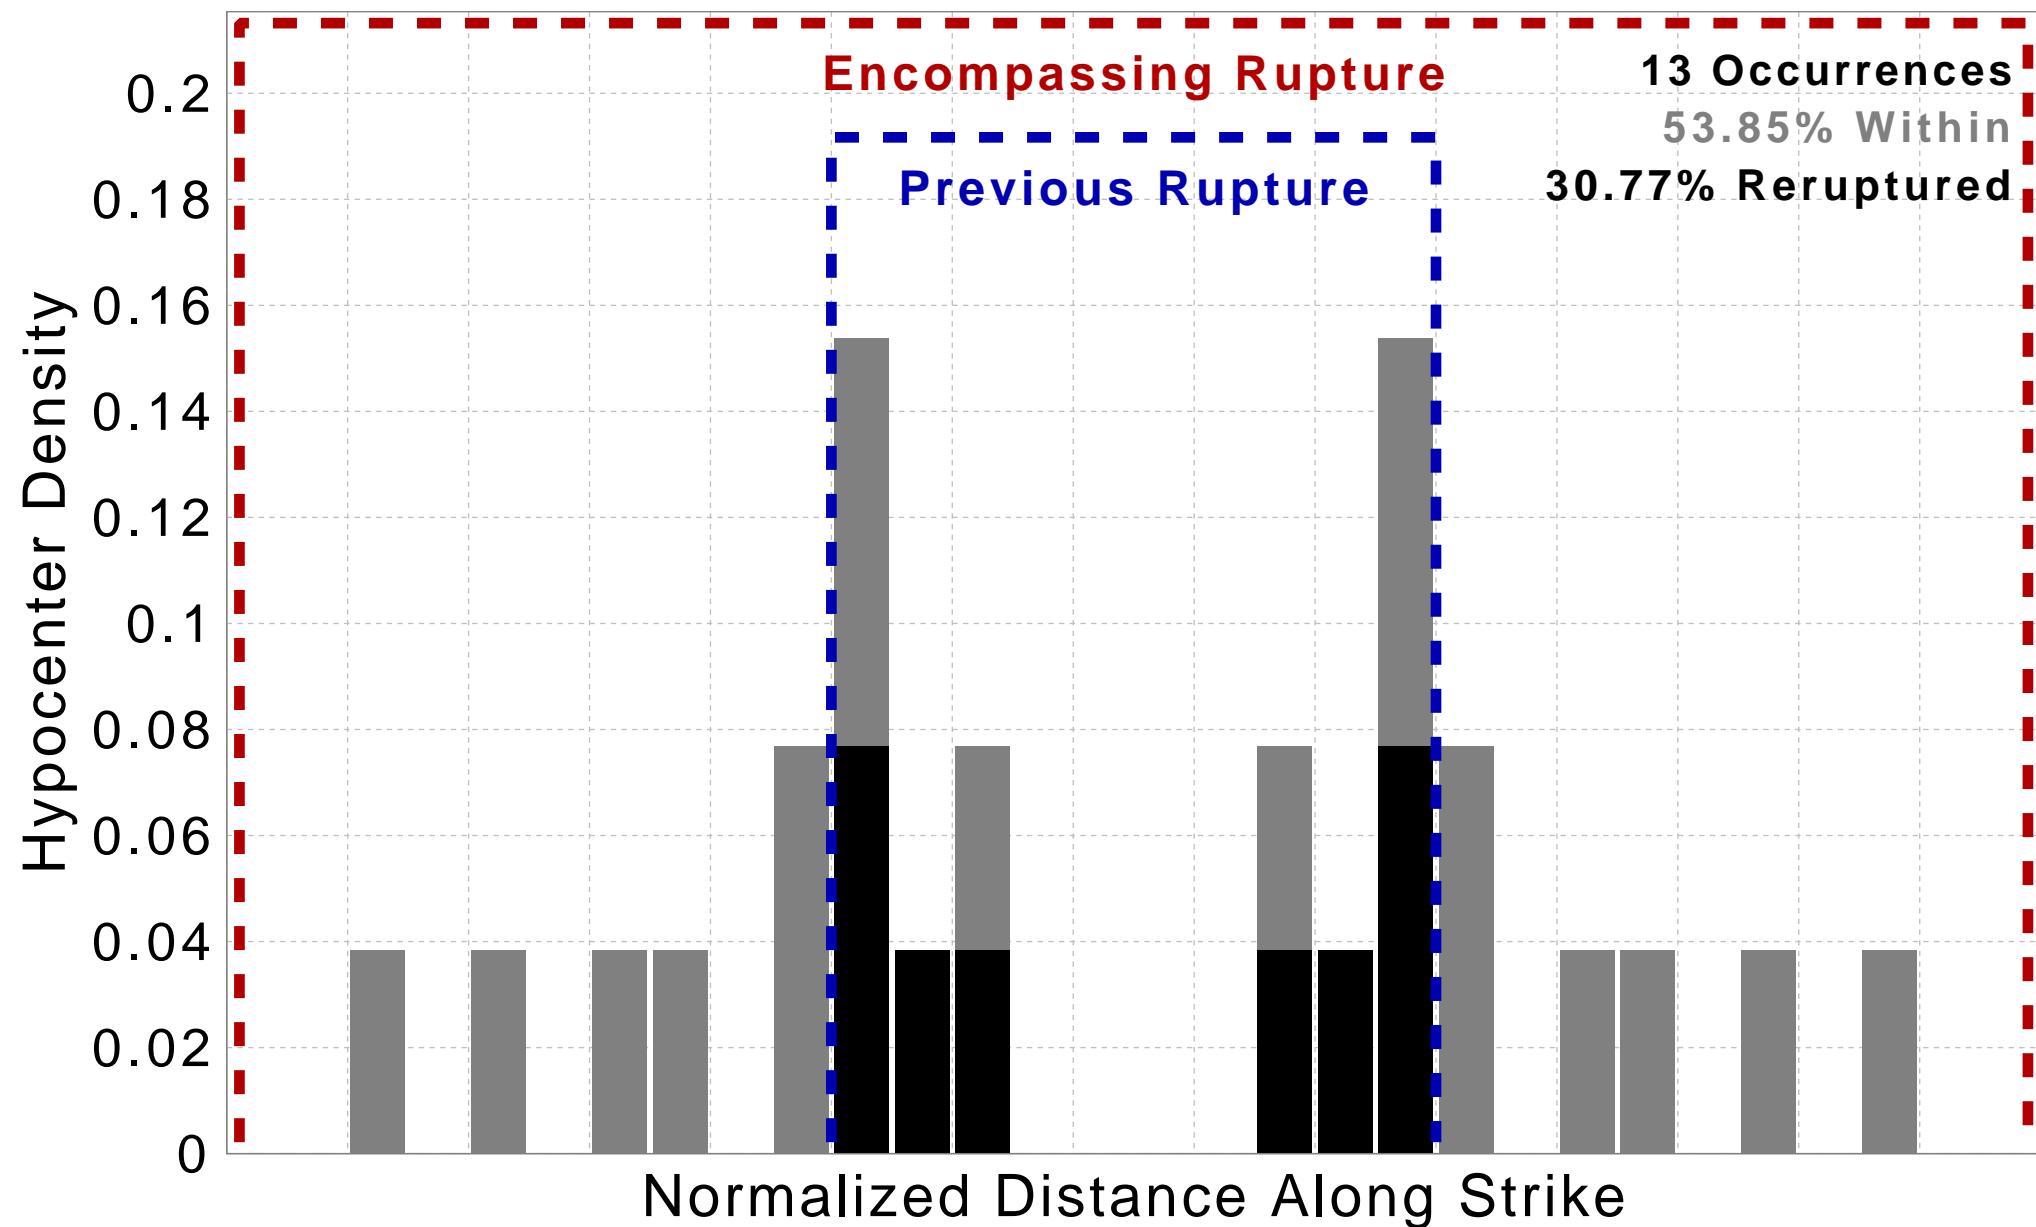 Encompassing Rupture
13 Occurrences
53.85% Within
30.77% Reruptured
Previous Rupture
Hypocenter Density
0.2
0.18
0.16
0.14
0.12
0.1
0.08
0.06
0.04
0.02
0
Normalized Distance Along Strike